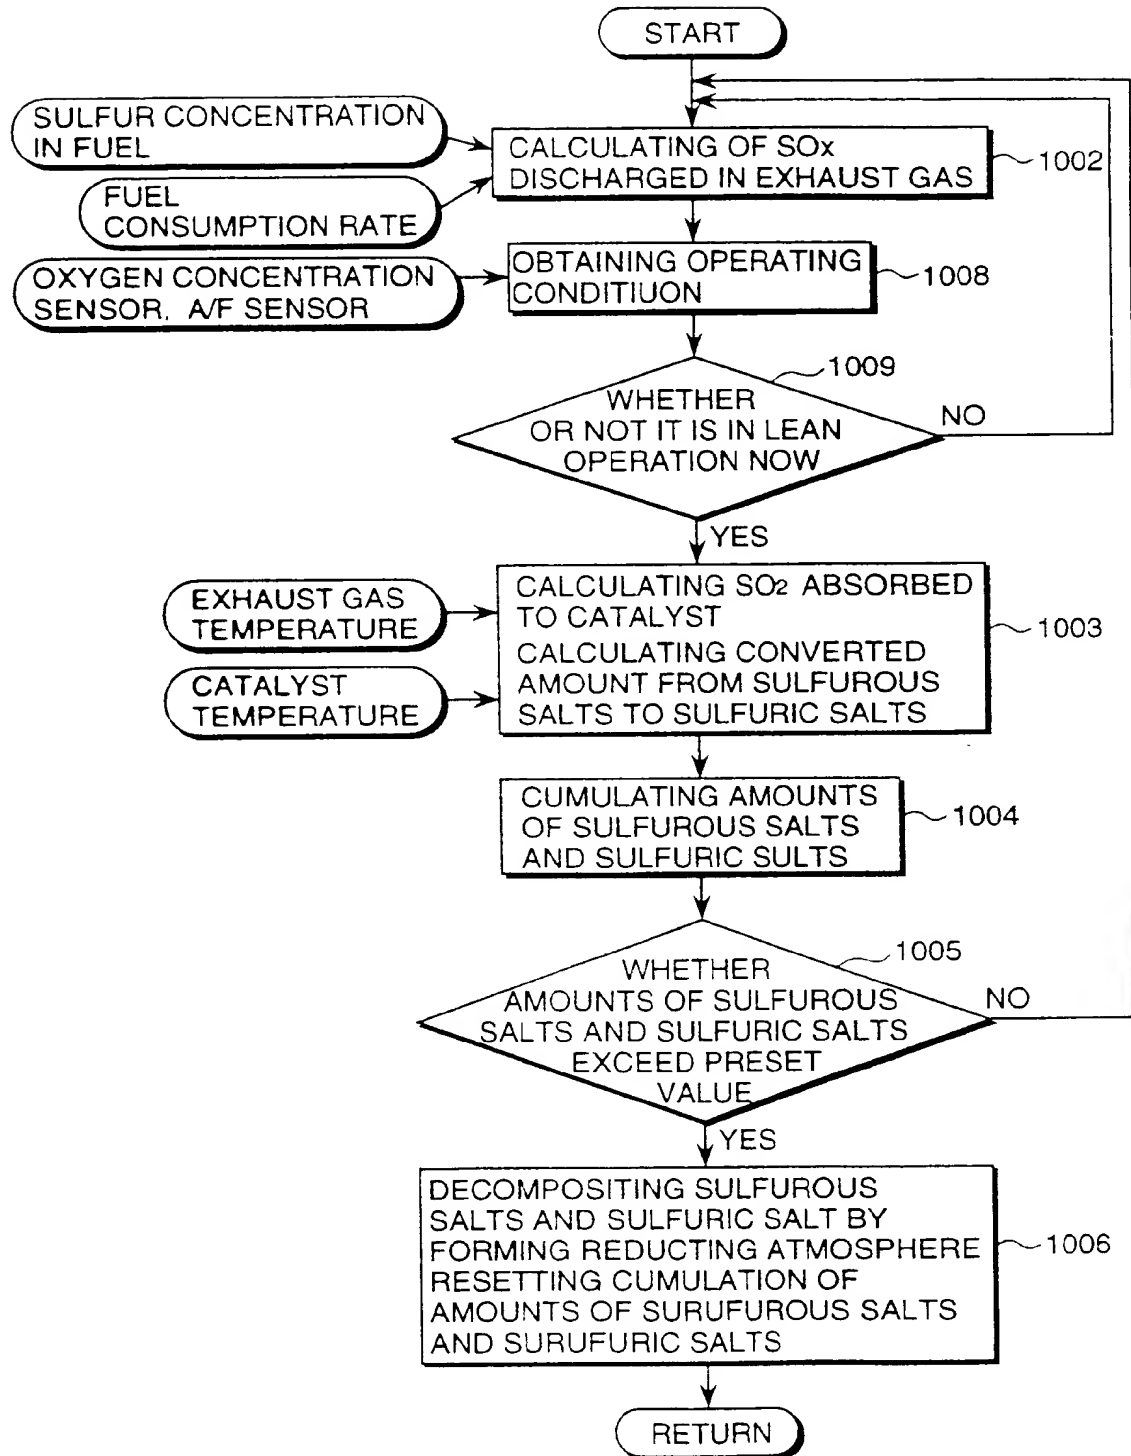 START
SULFUR CONCENTRATION
IN FUEL
FUEL
CONSUMPTION RATE
CALCULATING OF SOx
DISCHARGED IN EXHAUST GAS
1002
OXYGEN CONCENTRATION
SENSOR, A/F SENSOR
OBTAINING OPERATING
CONDITIUON
1008
1009
WHETHER
OR NOT IT IS IN LEAN
OPERATION NOW
NO
YES
EXHAUST GAS
TEMPERATURE
CATALYST
TEMPERATURE
CALCULATING SO2 ABSORBED
TO CATALYST
CALCULATING CONVERTED
AMOUNT FROM SULFUROUS
SALTS TO SULFURIC SALTS
1003
CUMULATING AMOUNTS
OF SULFUROUS SALTS
AND SULFURIC SULTS
1004
1005
WHETHER
AMOUNTS OF SULFUROUS
SALTS AND SULFURIC SALTS
EXCEED PRESET
VALUE
NO
YES
DECOMPOSITING SULFUROUS
SALTS AND SULFURIC SALT BY
FORMING REDUCTING ATMOSPHERE
RESETTING CUMULATION OF
AMOUNTS OF SURUFUROUS SALTS
AND SURUFURIC SALTS
1006
RETURN